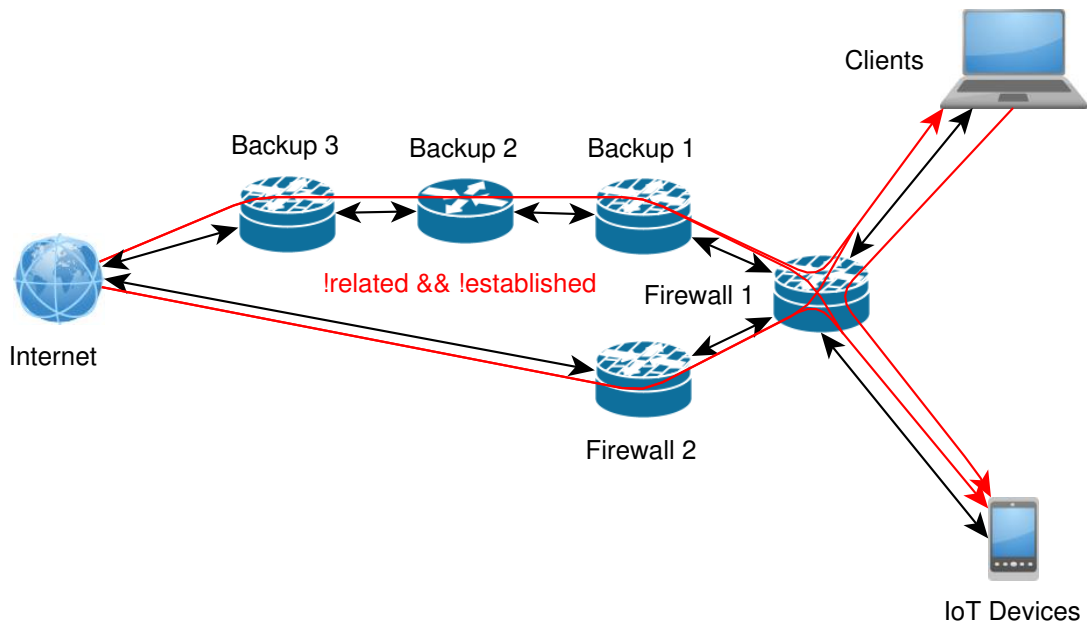 Clients
Backup 3
Backup 2
Backup 1
!related && !established
Firewall 1
Internet
Firewall 2
IoT Devices